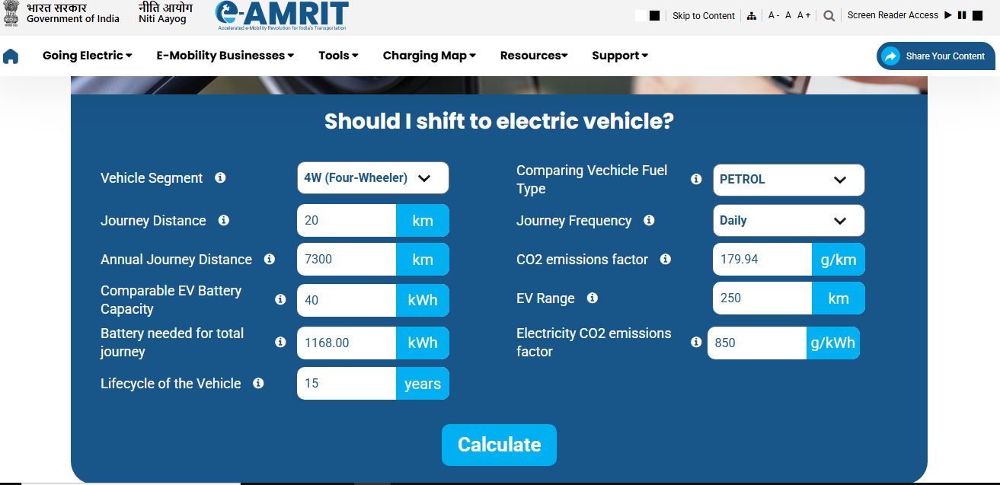 भारत सरकार
Government of India
नीति आयोग
Niti Aayog
e-AMRIT
Accelerated e-Mobility Revolution for India's Transportation
Skip to Content
A - A A +
Screen Reader Access
Going Electric
E-Mobility Businesses
Tools
Charging Map
Resources
Support
Share Your Content
Should I shift to electric vehicle?
Vehicle Segment
4W (Four-Wheeler)
Comparing Vechicle Fuel
Type
PETROL
Journey Distance
20 km
Journey Frequency
Daily
Annual Journey Distance
7300 km
CO2 emissions factor
179.94 g/km
Comparable EV Battery
Capacity
40 kWh
EV Range
250 km
Battery needed for total
journey
1168.00 kWh
Electricity CO2 emissions
factor
850 g/kWh
Lifecycle of the Vehicle
15 years
Calculate